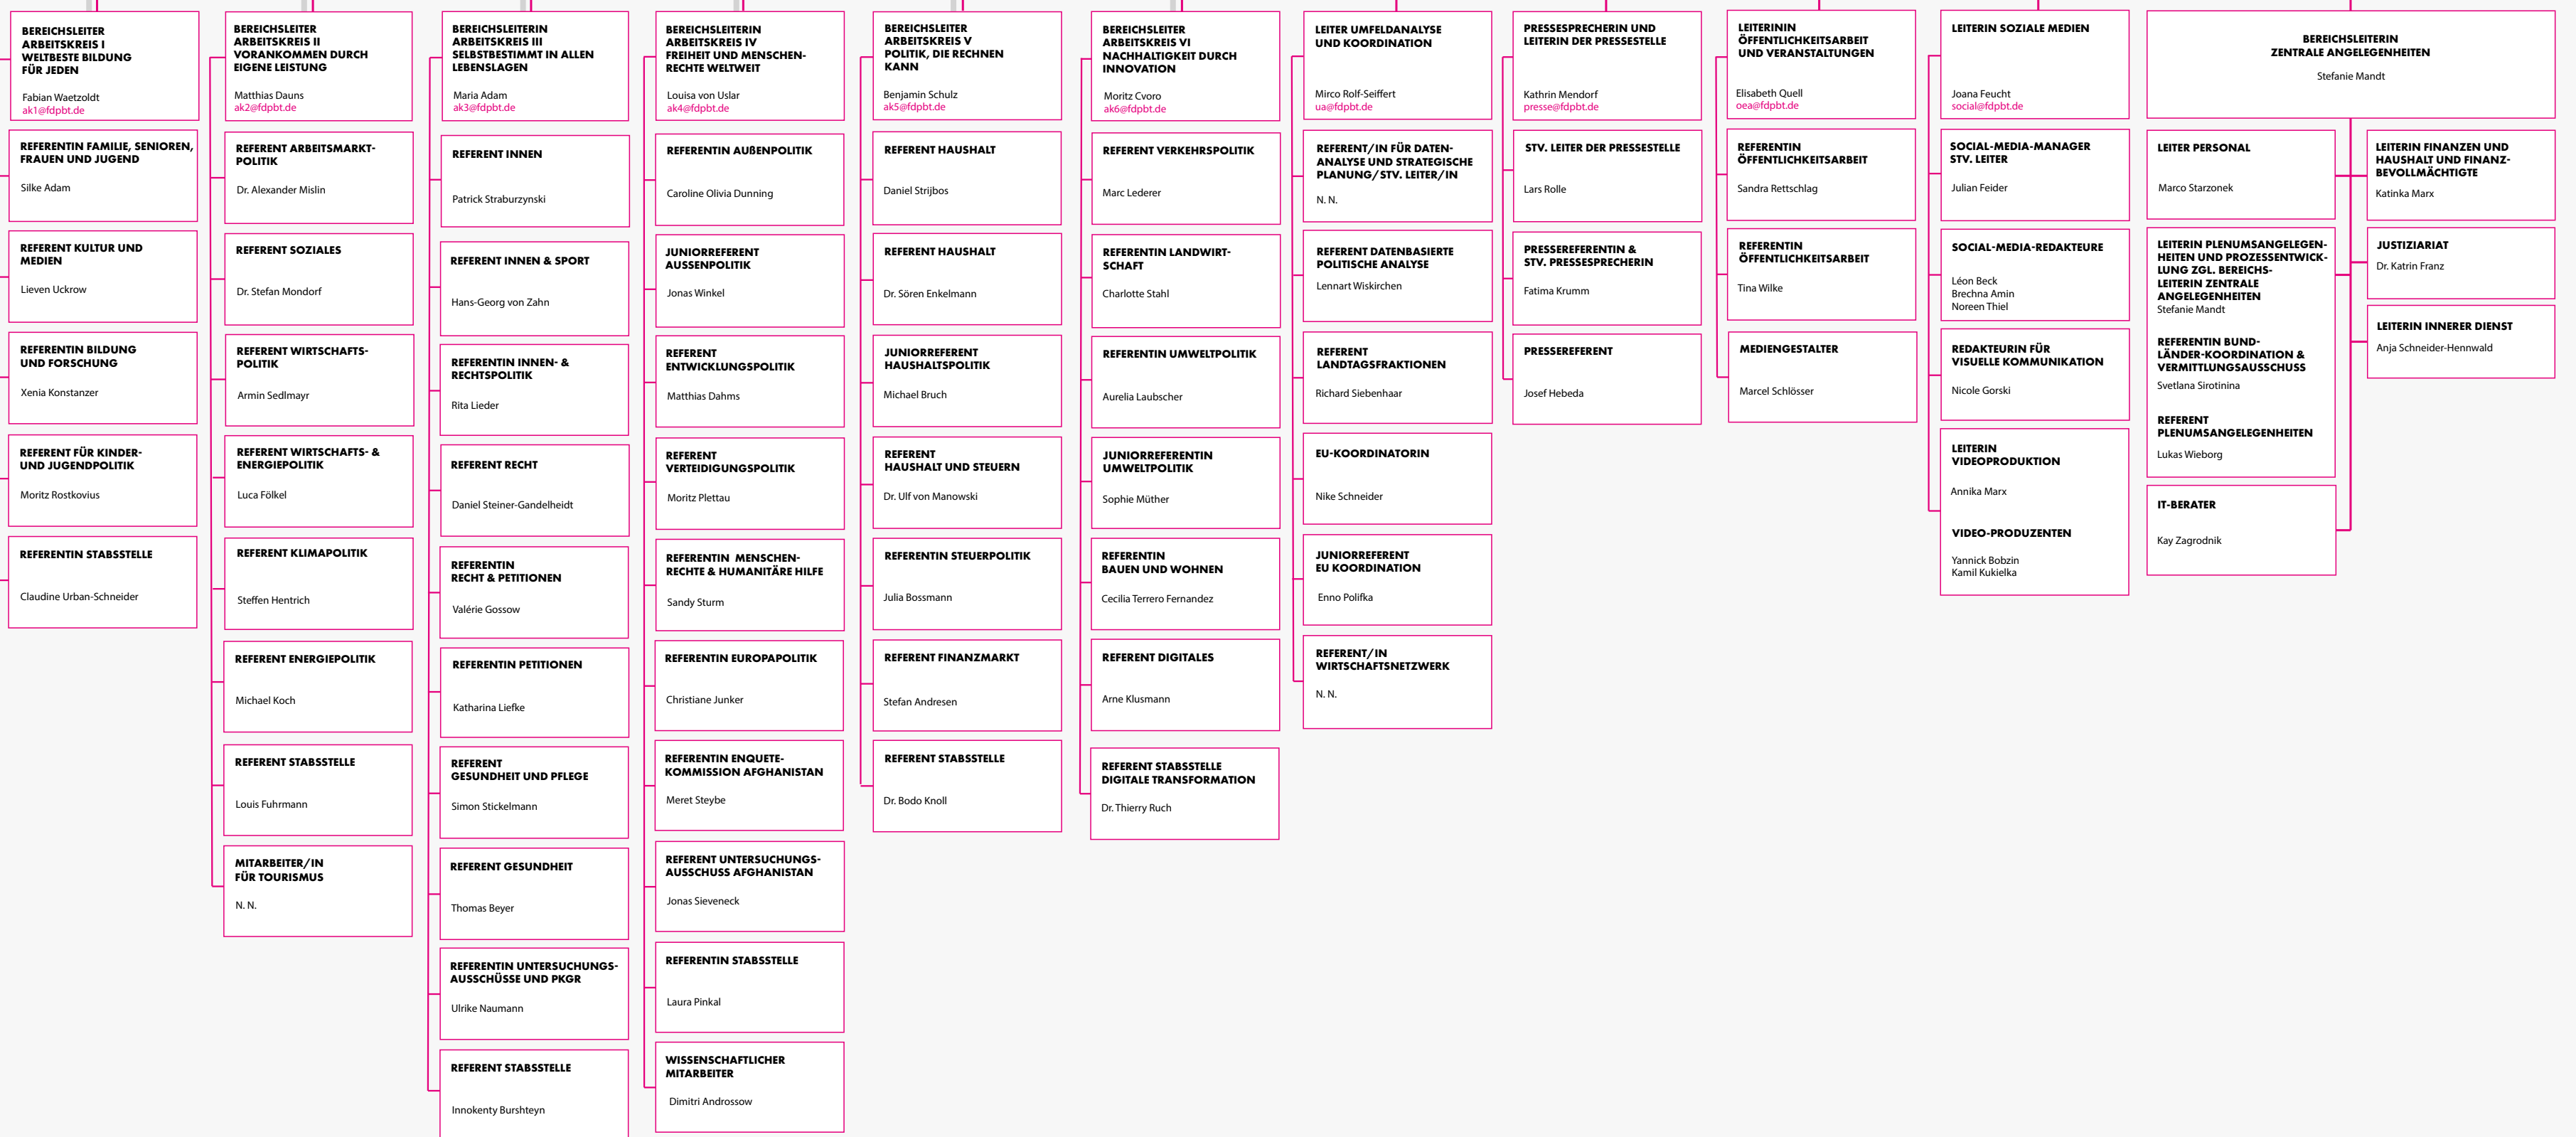 BEREICHSLEITER
ARBEITSKREIS I
WELTBESTE BILDUNG
FÜR JEDEN
Fabian Waetzoldt
ak1@fdpbt.de
REFERENTIN FAMILIE, SENIOREN,
FRAUEN UND JUGEND
Silke Adam
REFERENT KULTUR UND
MEDIEN
Lieven Uckrow
REFERENTIN BILDUNG
UND FORSCHUNG
Xenia Konstanzer
REFERENT FÜR KINDER-
UND JUGENDPOLITIK
Moritz Rostkovius
REFERENTIN STABSSTELLE
Claudine Urban-Schneider
BEREICHSLEITER
ARBEITSKREIS II
VORANKOMMEN DURCH
EIGENE LEISTUNG
Matthias Dauns
ak2@fdpbt.de
REFERENT ARBEITSMARKT-
POLITIK
Dr. Alexander Mislin
REFERENT SOZIALES
Dr. Stefan Mondorf
REFERENT WIRTSCHAFTS-
POLITIK
Armin Sedlmayr
REFERENT WIRTSCHAFTS- &
ENERGIEPOLITIK
Luca Fölkel
REFERENT KLIMAPOLITIK
Steffen Hentrich
REFERENT ENERGIEPOLITIK
Michael Koch
REFERENT STABSSTELLE
Louis Fuhrmann
MITARBEITER/IN
FÜR TOURISMUS
N. N.
BEREICHSLEITERIN
ARBEITSKREIS III
SELBSTBESTIMMT IN ALLEN
LEBENSLAGEN
Maria Adam
ak3@fdpbt.de
REFERENT INNEN
Patrick Straburzynski
REFERENT INNEN & SPORT
Hans-Georg von Zahn
REFERENTIN INNEN- &
RECHTSPOLITIK
Rita Lieder
REFERENT RECHT
Daniel Steiner-Gandelheidt
REFERENTIN
RECHT & PETITIONEN
Valérie Gossow
REFERENTIN PETITIONEN
Katharina Liefke
REFERENT
GESUNDHEIT UND PFLEGE
Simon Stickelmann
REFERENT GESUNDHEIT
Thomas Beyer
REFERENTIN UNTERSUCHUNGS-
AUSSCHÜSSE UND PKGR
Ulrike Naumann
REFERENT STABSSTELLE
Innokenty Burshteyn
BEREICHSLEITERIN
ARBEITSKREIS IV
FREIHEIT UND MENSCHEN-
RECHTE WELTWEIT
Louisa von Uslar
ak4@fdpbt.de
REFERENTIN AUßENPOLITIK
Caroline Olivia Dunning
JUNIORREFERENT
AUSSENPOLITIK
Jonas Winkel
REFERENT
ENTWICKLUNGSPOLITIK
Matthias Dahms
REFERENT
VERTEIDIGUNGSPOLITIK
Moritz Plettau
REFERENTIN MENSCHEN-
RECHTE & HUMANITÄRE HILFE
Sandy Sturm
REFERENTIN EUROPAPOLITIK
Christiane Junker
REFERENTIN ENQUETE-
KOMMISSION AFGHANISTAN
Meret Steybe
REFERENT UNTERSUCHUNGS-
AUSSCHUSS AFGHANISTAN
Jonas Sieveneck
REFERENTIN STABSSTELLE
Laura Pinkal
WISSENSCHAFTLICHER
MITARBEITER
Dimitri Androssow
BEREICHSLEITER
ARBEITSKREIS V
POLITIK, DIE RECHNEN
KANN
Benjamin Schulz
ak5@fdpbt.de
REFERENT HAUSHALT
Daniel Strijbos
REFERENT HAUSHALT
Dr. Sören Enkelmann
JUNIORREFERENT
HAUSHALTSPOLITIK
Michael Bruch
REFERENT
HAUSHALT UND STEUERN
Dr. Ulf von Manowski
REFERENTIN STEUERPOLITIK
Julia Bossmann
REFERENT FINANZMARKT
Stefan Andresen
REFERENT STABSSTELLE
Dr. Bodo Knoll
BEREICHSLEITER
ARBEITSKREIS VI
NACHHALTIGKEIT DURCH
INNOVATION
Moritz Cvoro
ak6@fdpbt.de
REFERENT VERKEHRSPOLITIK
Marc Lederer
REFERENTIN LANDWIRT-
SCHAFT
Charlotte Stahl
REFERENTIN UMWELTPOLITIK
Aurelia Laubscher
JUNIORREFERENTIN
UMWELTPOLITIK
Sophie Müther
REFERENTIN
BAUEN UND WOHNEN
Cecilia Terrero Fernandez
REFERENT DIGITALES
Arne Klusmann
REFERENT STABSSTELLE
DIGITALE TRANSFORMATION
Dr. Thierry Ruch
LEITER UMFELDANALYSE
UND KOORDINATION
Mirco Rolf-Seiffert
ua@fdpbt.de
REFERENT/IN FÜR DATEN-
ANALYSE UND STRATEGISCHE
PLANUNG/STV. LEITER/IN
N. N.
REFERENT DATENBASIERTE
POLITISCHE ANALYSE
Lennart Wiskirchen
REFERENT
LANDTAGSFRAKTIONEN
Richard Siebenhaar
EU-KOORDINATORIN
Nike Schneider
JUNIORREFERENT
EU KOORDINATION
Enno Polifka
REFERENT/IN
WIRTSCHAFTSNETZWERK
N. N.
PRESSESPRECHERIN UND
LEITERIN DER PRESSESTELLE
Kathrin Mendorf
presse@fdpbt.de
STV. LEITER DER PRESSESTELLE
Lars Rolle
PRESSEREFERENTIN &
STV. PRESSESPRECHERIN
Fatima Krumm
PRESSEREFERENT
Josef Hebeda
LEITERININ
ÖFFENTLICHKEITSARBEIT
UND VERANSTALTUNGEN
Elisabeth Quell
oea@fdpbt.de
REFERENTIN
ÖFFENTLICHKEITSARBEIT
Sandra Rettschlag
REFERENTIN
ÖFFENTLICHKEITSARBEIT
Tina Wilke
MEDIENGESTALTER
Marcel Schlösser
LEITERIN SOZIALE MEDIEN
Joana Feucht
social@fdpbt.de
SOCIAL-MEDIA-MANAGER
STV. LEITER
Julian Feider
SOCIAL-MEDIA-REDAKTEURE
Léon Beck
Brechna Amin
Noreen Thiel
REDAKTEURIN FÜR
VISUELLE KOMMUNIKATION
Nicole Gorski
LEITERIN
VIDEOPRODUKTION
Annika Marx
VIDEO-PRODUZENTEN
Yannick Bobzin
Kamil Kukielka
BEREICHSLEITERIN
ZENTRALE ANGELEGENHEITEN
Stefanie Mandt
LEITER PERSONAL
Marco Starzonek
LEITERIN PLENUMSANGELEGEN-
HEITEN UND PROZESSENTWICK-
LUNG ZGL. BEREICHS-
LEITERIN ZENTRALE
ANGELEGENHEITEN
Stefanie Mandt
REFERENTIN BUND-
LÄNDER-KOORDINATION &
VERMITTLUNGSAUSSCHUSS
Svetlana Sirotinina
REFERENT
PLENUMSANGELEGENHEITEN
Lukas Wieborg
IT-BERATER
Kay Zagrodnik
LEITERIN FINANZEN UND
HAUSHALT UND FINANZ-
BEVOLLMÄCHTIGTE
Katinka Marx
JUSTIZIARIAT
Dr. Katrin Franz
LEITERIN INNERER DIENST
Anja Schneider-Hennwald